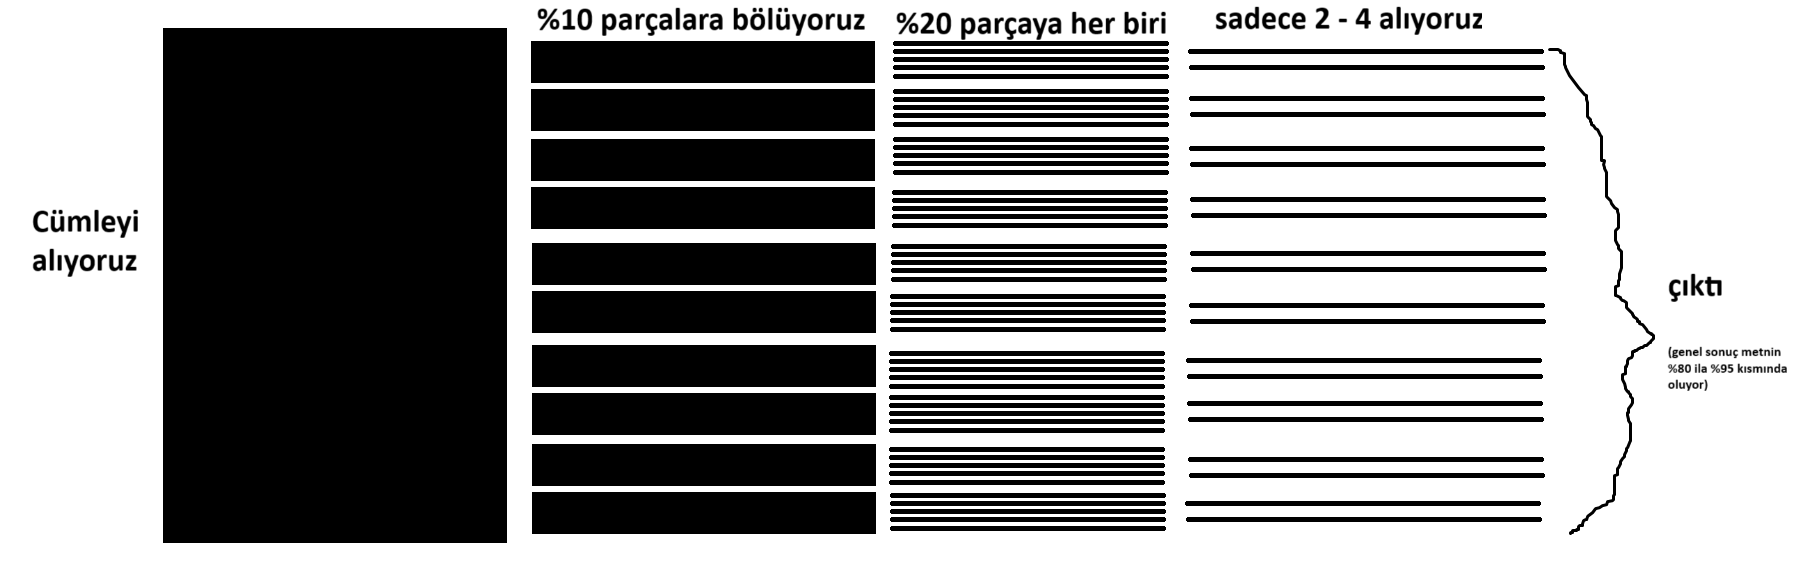 %10 parçalara bölüyoruz
%20 parçaya her biri
sadece 2 - 4 alıyoruz
Cümleyi
alıyoruz
çıktı
(genel sonuç metnin
%80 ila %95 kısmında
oluyor)